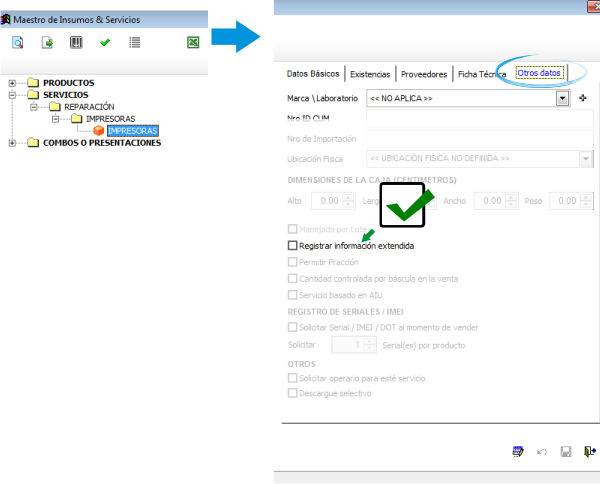 Maestro de Insumos & Servicios
PRODUCTOS
SERVICIOS
REPARACIÓN
IMPRESORAS
IMPRESORAS
COMBOS O PRESENTACIONES
Datos Básicos Existencias Proveedores Ficha Técnica Otros datos
Marca \ Laboratorio << NO APLICA >>
Nro ID CUM
Nro de Importación
Ubicación Fisica << UBICACIÓN FISICA NO DEFINIDA >>
DIMENSIONES DE LA CAJA (CENTIMETROS)
Alto 0.00 Larg Ancho 0.00 Peso 0.00
Manejado por Lote
Registrar información extendida
Permitir Fracción
Cantidad controlada por báscula en la venta
Servicio basado en AIU
REGISTRO DE SERIALES / IMEI
Solicitar Serial / IMEI / DOT al momento de vender
Solicitar 1 Serial(es) por producto
OTROS
Solicitar operario para esté servicio
Descargue selectivo